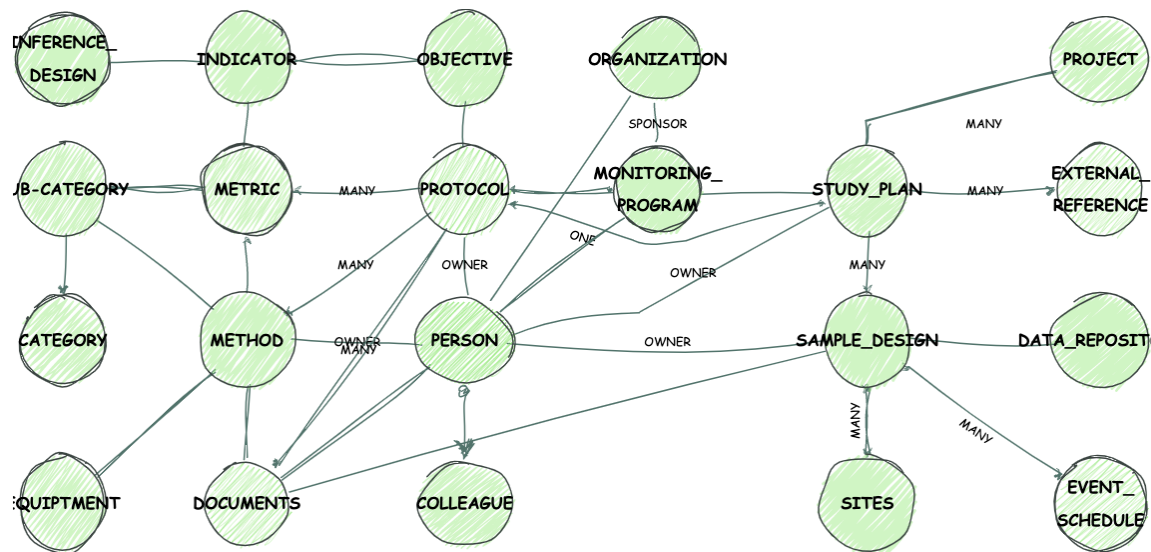 INFERENCE_
DESIGN
INDICATOR
OBJECTIVE
ORGANIZATION
PROJECT
SPONSOR
MANY
UB-CATEGORY
METRIC
MANY
PROTOCOL
MONITORING_
PROGRAM
STUDY_PLAN
MANY
EXTERNAL_
REFERENCE
ONE
MANY
OWNER
OWNER
MANY
CATEGORY
METHOD
OWNER
MANY
PERSON
OWNER
SAMPLE_DESIGN
DATA_REPOSIT
MANY
MANY
EQUIPTMENT
DOCUMENTS
COLLEAGUE
SITES
EVENT_
SCHEDULE